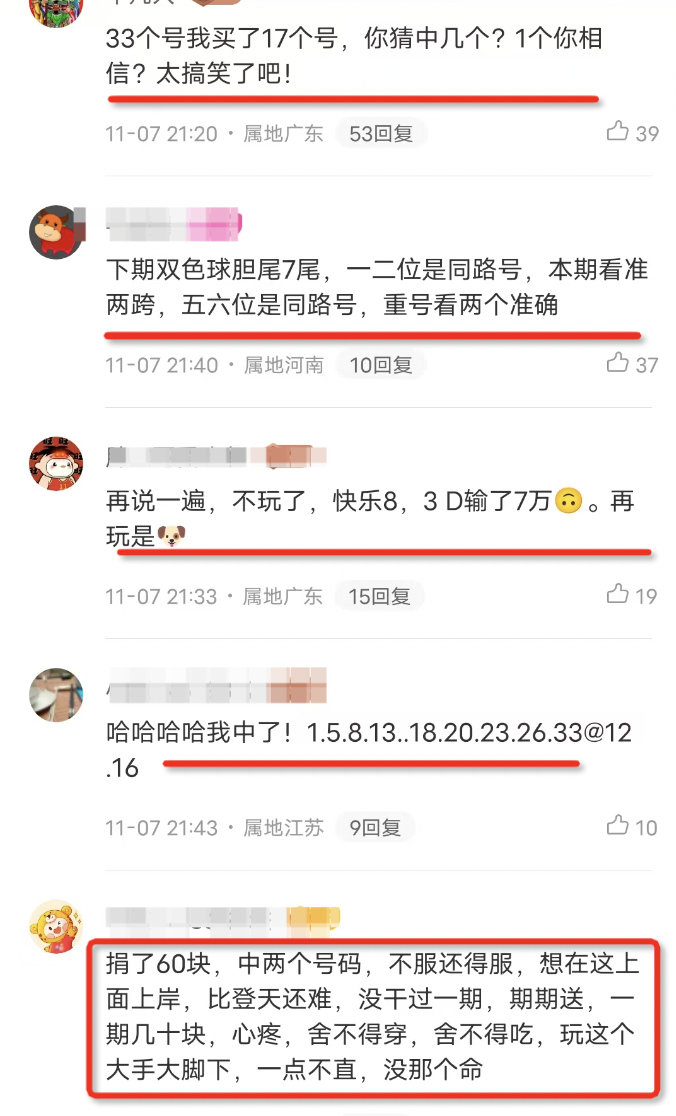 33个号我买了17个号，你猜中几个？1个你相
信？太搞笑了吧！
11-07 21:20 · 属地广东 53回复 39
下期双色球胆尾7尾，一二位是同路号，本期看准
两跨，五六位是同路号，重号看两个准确
11-07 21:40 · 属地河南 10回复 37
再说一遍，不玩了，快乐8，3 D输了7万🙃。再
玩是🐶
11-07 21:33 · 属地广东 15回复 19
哈哈哈哈我中了！1.5.8.13..18.20.23.26.33@12
.16
11-07 21:43 · 属地江苏 9回复 10
捐了60块，中两个号码，不服还得服，想在这上
面上岸，比登天还难，没干过一期，期期送，一
期几十块，心疼，舍不得穿，舍不得吃，玩这个
大手大脚下，一点不直，没那个命